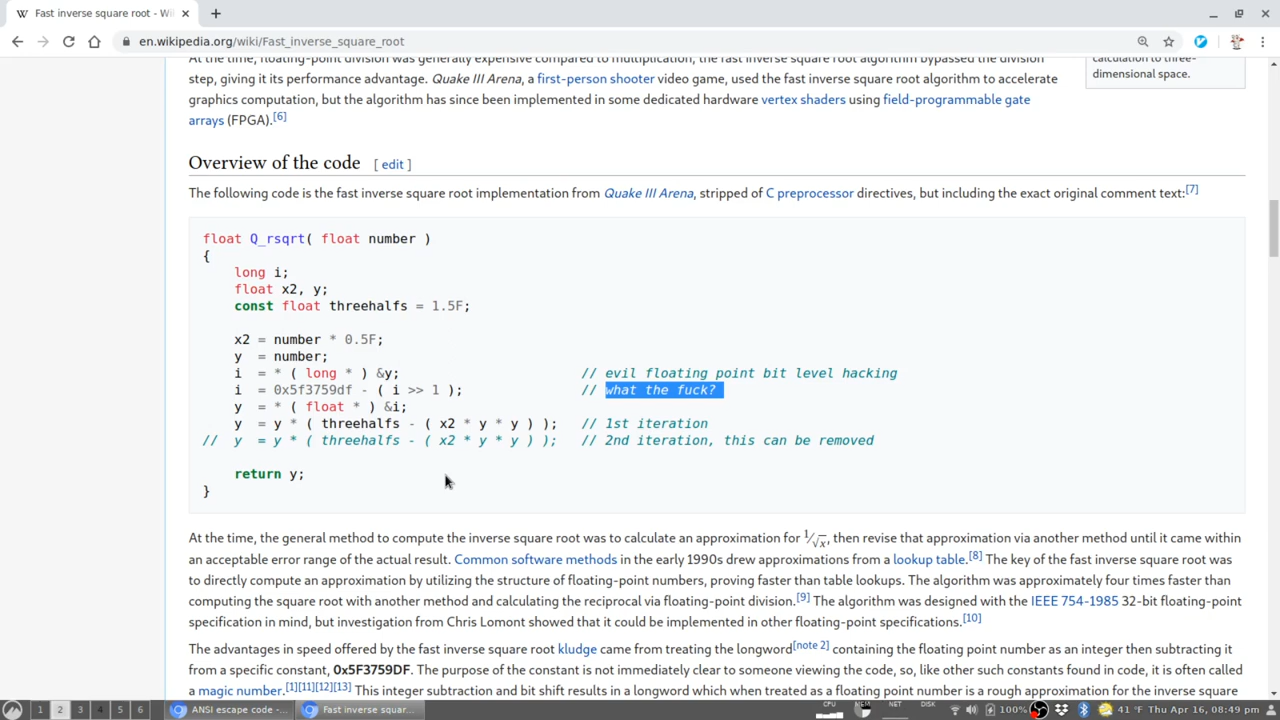 Fast inverse square root - Wi
en.wikipedia.org/wiki/Fast_inverse_square_root
At the time, floating-point division was generally expensive compared to multiplication; the fast inverse square root algorithm bypassed the division
step, giving it its performance advantage. Quake III Arena, a first-person shooter video game, used the fast inverse square root algorithm to accelerate
graphics computation, but the algorithm has since been implemented in some dedicated hardware vertex shaders using field-programmable gate
arrays (FPGA).[6]
calculation to three-
dimensional space.
Overview of the code [ edit ]
The following code is the fast inverse square root implementation from Quake III Arena, stripped of C preprocessor directives, but including the exact original comment text:[7]
float Q_rsqrt( float number )
{
long i;
float x2, y;
const float threehalfs = 1.5F;
x2 = number * 0.5F;
y  = number;
i  = * ( long * ) &y; // evil floating point bit level hacking
i  = 0x5f3759df - ( i >> 1 ); // what the fuck?
y  = * ( float * ) &i;
y  = y * ( threehalfs - ( x2 * y * y ) ); // 1st iteration
// y  = y * ( threehalfs - ( x2 * y * y ) ); // 2nd iteration, this can be removed
return y;
}
At the time, the general method to compute the inverse square root was to calculate an approximation for 1/√x, then revise that approximation via another method until it came within
an acceptable error range of the actual result. Common software methods in the early 1990s drew approximations from a lookup table.[8] The key of the fast inverse square root was
to directly compute an approximation by utilizing the structure of floating-point numbers, proving faster than table lookups. The algorithm was approximately four times faster than
computing the square root with another method and calculating the reciprocal via floating-point division.[9] The algorithm was designed with the IEEE 754-1985 32-bit floating-point
specification in mind, but investigation from Chris Lomont showed that it could be implemented in other floating-point specifications.[10]
The advantages in speed offered by the fast inverse square root kludge came from treating the longword[note 2] containing the floating point number as an integer then subtracting it
from a specific constant, 0x5F3759DF. The purpose of the constant is not immediately clear to someone viewing the code, so, like other such constants found in code, it is often called
a magic number.[1][11][12][13] This integer subtraction and bit shift results in a longword which when treated as a floating point number is a rough approximation for the inverse square
1 2 3 4 5 6 ANSI escape code -... Fast inverse squar... CPU MEM NET DISK 100% 41 °F Thu Apr 16, 08:49 pm